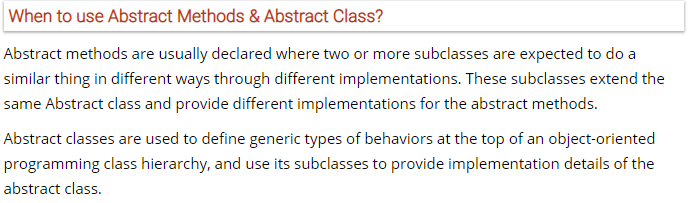 When to use Abstract Methods & Abstract Class?
Abstract methods are usually declared where two or more subclasses are expected to do a
similar thing in different ways through different implementations. These subclasses extend the
same Abstract class and provide different implementations for the abstract methods.
Abstract classes are used to define generic types of behaviors at the top of an object-oriented
programming class hierarchy, and use its subclasses to provide implementation details of the
abstract class.